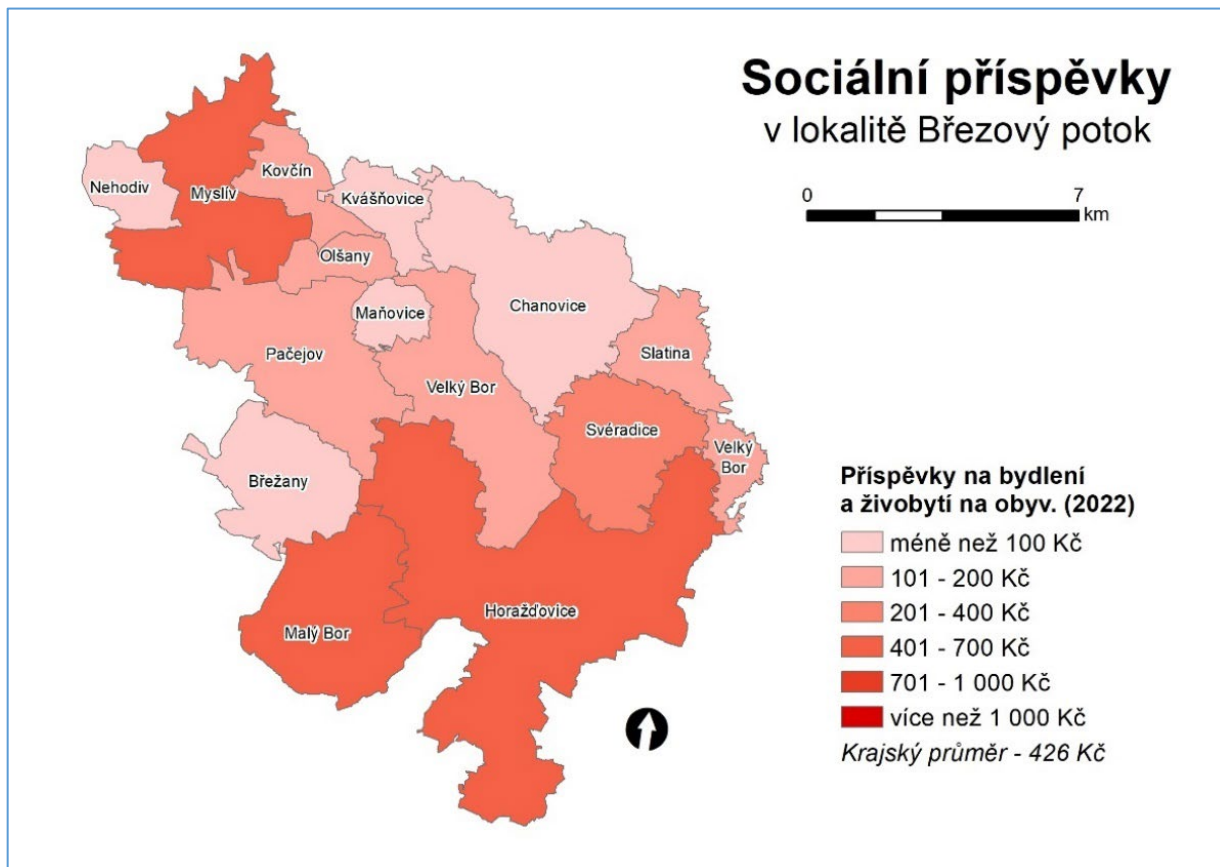 Sociální příspěvky
v lokalitě Březový potok
0 7
km
Nehodiv
Myslív
Kovčín
Kvášňovice
Olšany
Chanovice
Maňovice
Pačejov
Velký Bor
Slatina
Svéradice
Velký
Bor
Břežany
Horažďovice
Malý Bor
Příspěvky na bydlení
a živobytí na obyv. (2022)
méně než 100 Kč
101 - 200 Kč
201 - 400 Kč
401 - 700 Kč
701 - 1 000 Kč
více než 1 000 Kč
Krajský průměr - 426 Kč